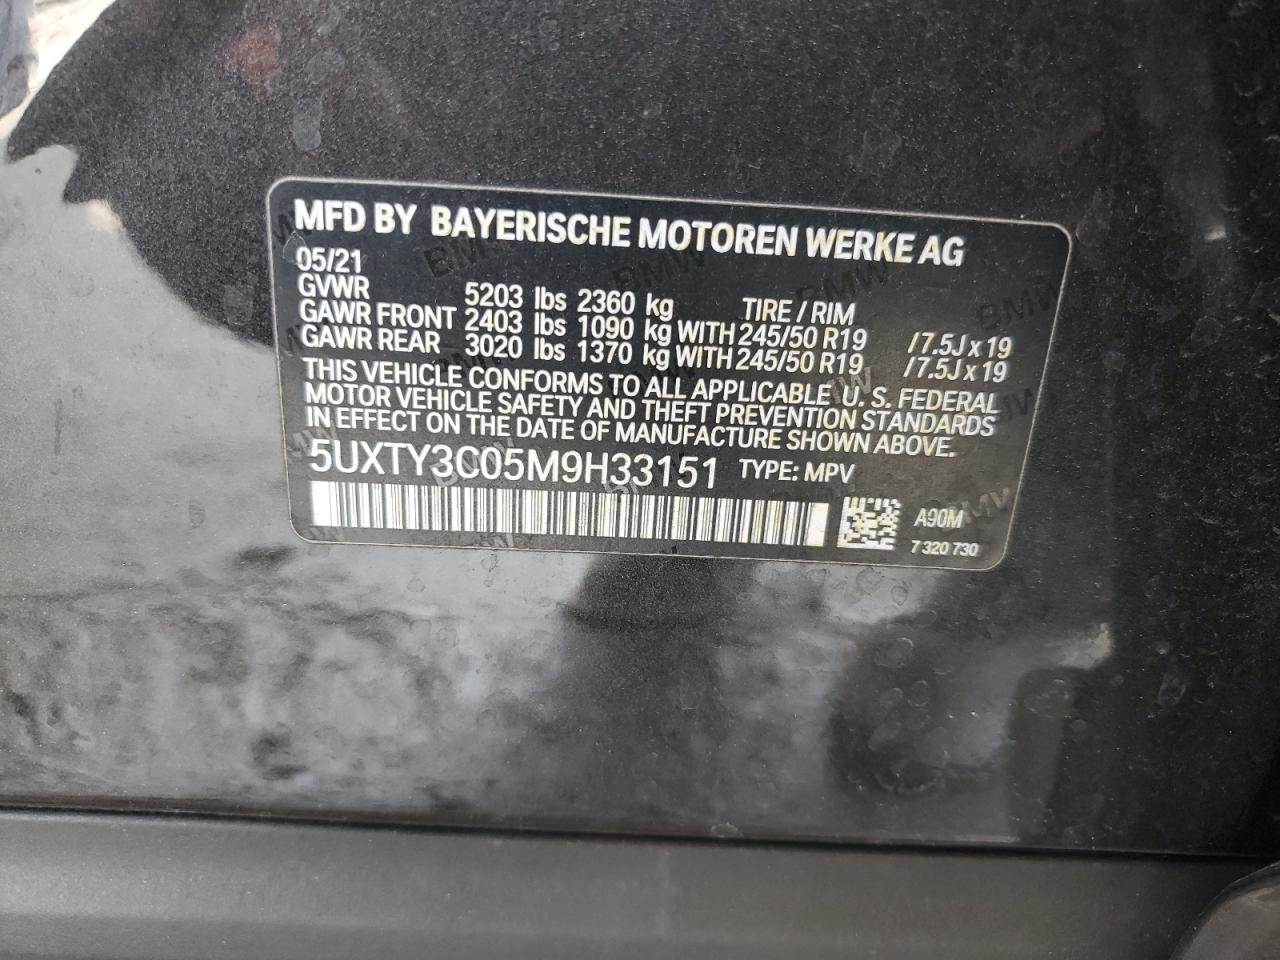 MFD BY BAYERISCHE MOTOREN WERKE AG
05/21
GVWR 5203 lbs 2360 kg TIRE / RIM
GAWR FRONT 2403 lbs 1090 kg WITH 245/50 R19 /7.5J x 19
GAWR REAR 3020 lbs 1370 kg WITH 245/50 R19 /7.5J x 19
THIS VEHICLE CONFORMS TO ALL APPLICABLE U. S. FEDERAL
MOTOR VEHICLE SAFETY AND THEFT PREVENTION STANDARDS
IN EFFECT ON THE DATE OF MANUFACTURE SHOWN ABOVE.
5UXTY3C05M9H33151 TYPE: MPV
A90M
7 320 730